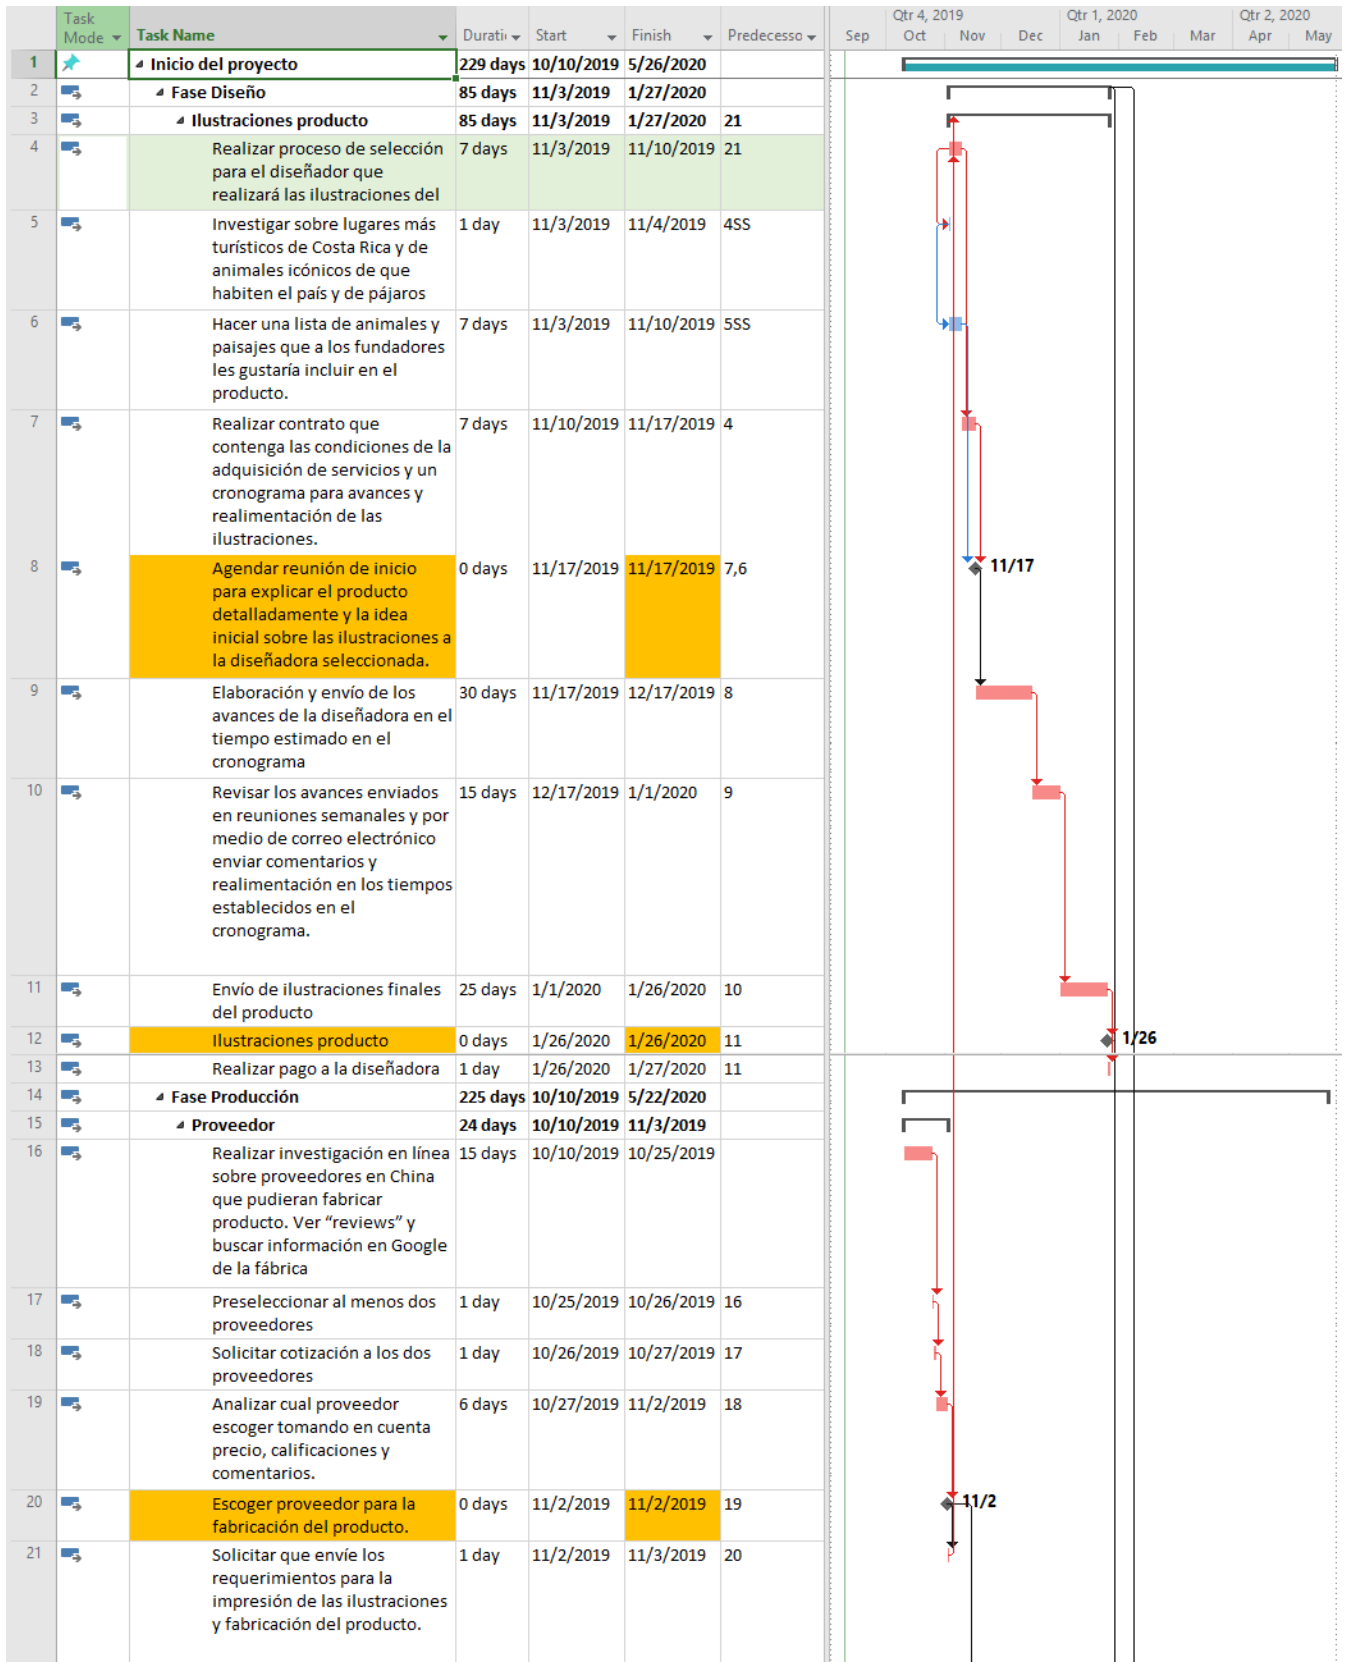 Qtr 4, 2019 Qtr 1, 2020 Qtr 2, 2020
Task
Mode Task Name Durati Start Finish Predecesso Sep Oct Nov Dec Jan Feb Mar Apr May
1 Inicio del proyecto 229 days 10/10/2019 5/26/2020
2 Fase Diseño 85 days 11/3/2019 1/27/2020
3 Ilustraciones producto 85 days 11/3/2019 1/27/2020 21
4 Realizar proceso de selección 7 days 11/3/2019 11/10/2019 21
para el diseñador que
realizará las ilustraciones del
5 Investigar sobre lugares más 1 day 11/3/2019 11/4/2019 4SS
turísticos de Costa Rica y de
animales icónicos de que
habiten el país y de pájaros
6 Hacer una lista de animales y 7 days 11/3/2019 11/10/2019 5SS
paisajes que a los fundadores
les gustaría incluir en el
producto.
7 Realizar contrato que 7 days 11/10/2019 11/17/2019 4
contenga las condiciones de la
adquisición de servicios y un
cronograma para avances y
realimentación de las
ilustraciones.
8 Agendar reunión de inicio 0 days 11/17/2019 11/17/2019 7,6 11/17
para explicar el producto
detalladamente y la idea
inicial sobre las ilustraciones a
la diseñadora seleccionada.
9 Elaboración y envío de los 30 days 11/17/2019 12/17/2019 8
avances de la diseñadora en el
tiempo estimado en el
cronograma
10 Revisar los avances enviados 15 days 12/17/2019 1/1/2020 9
en reuniones semanales y por
medio de correo electrónico
enviar comentarios y
realimentación en los tiempos
establecidos en el
cronograma.
11 Envío de ilustraciones finales 25 days 1/1/2020 1/26/2020 10
del producto
12 Ilustraciones producto 0 days 1/26/2020 1/26/2020 11 1/26
13 Realizar pago a la diseñadora 1 day 1/26/2020 1/27/2020 11
14 Fase Producción 225 days 10/10/2019 5/22/2020
15 Proveedor 24 days 10/10/2019 11/3/2019
16 Realizar investigación en línea 15 days 10/10/2019 10/25/2019
sobre proveedores en China
que pudieran fabricar
producto. Ver “reviews” y
buscar información en Google
de la fábrica
17 Preseleccionar al menos dos 1 day 10/25/2019 10/26/2019 16
proveedores
18 Solicitar cotización a los dos 1 day 10/26/2019 10/27/2019 17
proveedores
19 Analizar cual proveedor 6 days 10/27/2019 11/2/2019 18
escoger tomando en cuenta
precio, calificaciones y
comentarios.
20 Escoger proveedor para la 0 days 11/2/2019 11/2/2019 19 11/2
fabricación del producto.
21 Solicitar que envíe los 1 day 11/2/2019 11/3/2019 20
requerimientos para la
impresión de las ilustraciones
y fabricación del producto.